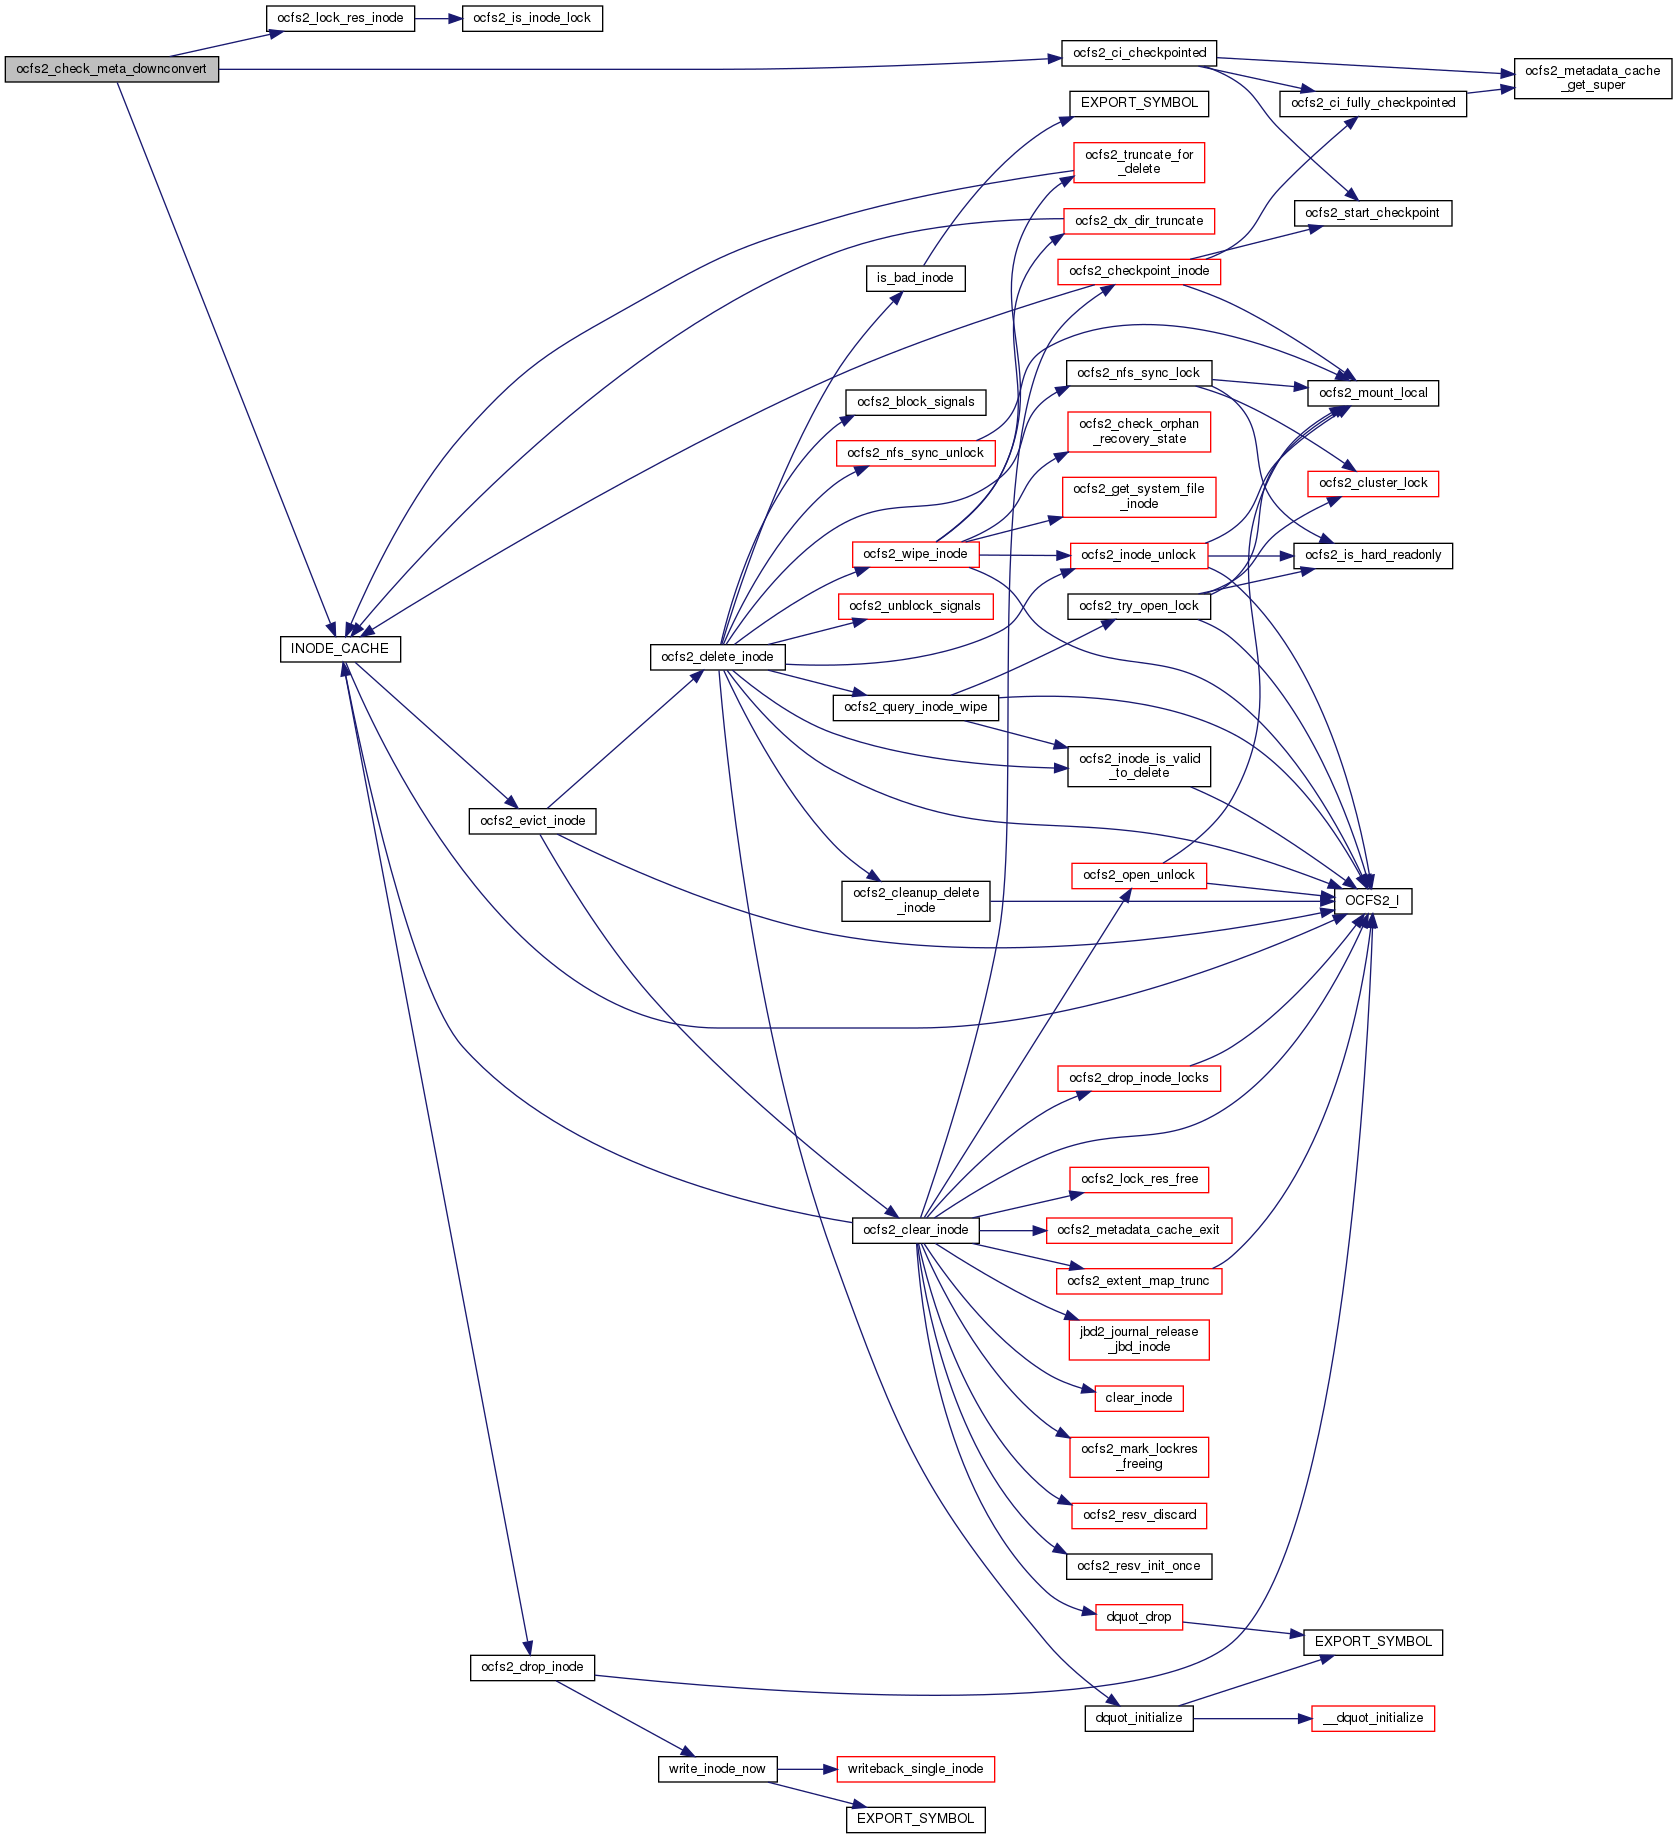 ocfs2_lock_res_inode
ocfs2_is_inode_lock
ocfs2_check_meta_downconvert
ocfs2_ci_checkpointed
ocfs2_metadata_cache
_get_super
EXPORT_SYMBOL
ocfs2_ci_fully_checkpointed
ocfs2_truncate_for
_delete
ocfs2_start_checkpoint
ocfs2_dx_dir_truncate
is_bad_inode
ocfs2_checkpoint_inode
ocfs2_nfs_sync_lock
ocfs2_mount_local
ocfs2_block_signals
ocfs2_check_orphan
_recovery_state
ocfs2_nfs_sync_unlock
ocfs2_get_system_file
_inode
ocfs2_cluster_lock
ocfs2_wipe_inode
ocfs2_inode_unlock
ocfs2_is_hard_readonly
ocfs2_unblock_signals
ocfs2_try_open_lock
INODE_CACHE
ocfs2_delete_inode
ocfs2_query_inode_wipe
ocfs2_inode_is_valid
_to_delete
ocfs2_evict_inode
ocfs2_open_unlock
ocfs2_cleanup_delete
_inode
OCFS2_I
ocfs2_drop_inode_locks
ocfs2_lock_res_free
ocfs2_clear_inode
ocfs2_metadata_cache_exit
ocfs2_extent_map_trunc
jbd2_journal_release
_jbd_inode
clear_inode
ocfs2_mark_lockres
_freeing
ocfs2_resv_discard
ocfs2_resv_init_once
dquot_drop
EXPORT_SYMBOL
ocfs2_drop_inode
dquot_initialize
__dquot_initialize
write_inode_now
writeback_single_inode
EXPORT_SYMBOL